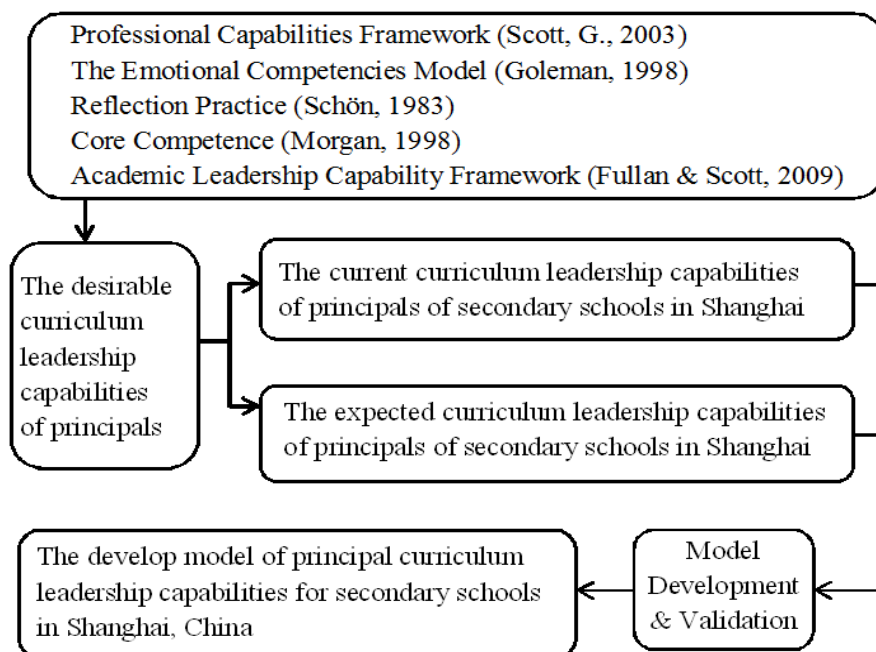 Professional Capabilities Framework (Scott, G., 2003)
The Emotional Competencies Model (Goleman, 1998)
Reflection Practice (Schön, 1983)
Core Competence (Morgan, 1998)
Academic Leadership Capability Framework (Fullan & Scott, 2009)
The desirable
curriculum
leadership
capabilities
of principals
The current curriculum leadership capabilities
of principals of secondary schools in Shanghai
The expected curriculum leadership capabilities
of principals of secondary schools in Shanghai
The develop model of principal curriculum
leadership capabilities for secondary schools
in Shanghai, China
Model
Development
& Validation